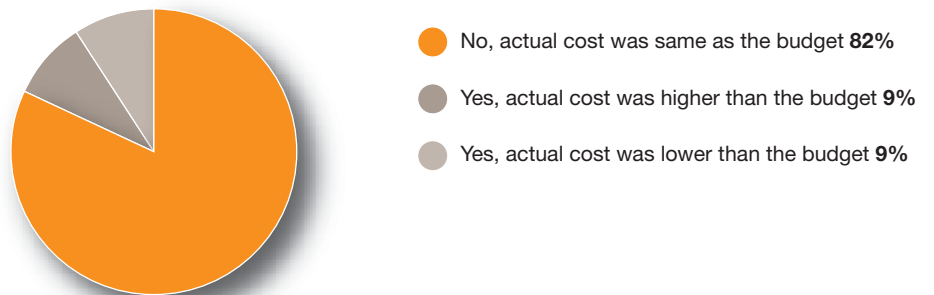 No, actual cost was same as the budget 82%
Yes, actual cost was higher than the budget 9%
Yes, actual cost was lower than the budget 9%